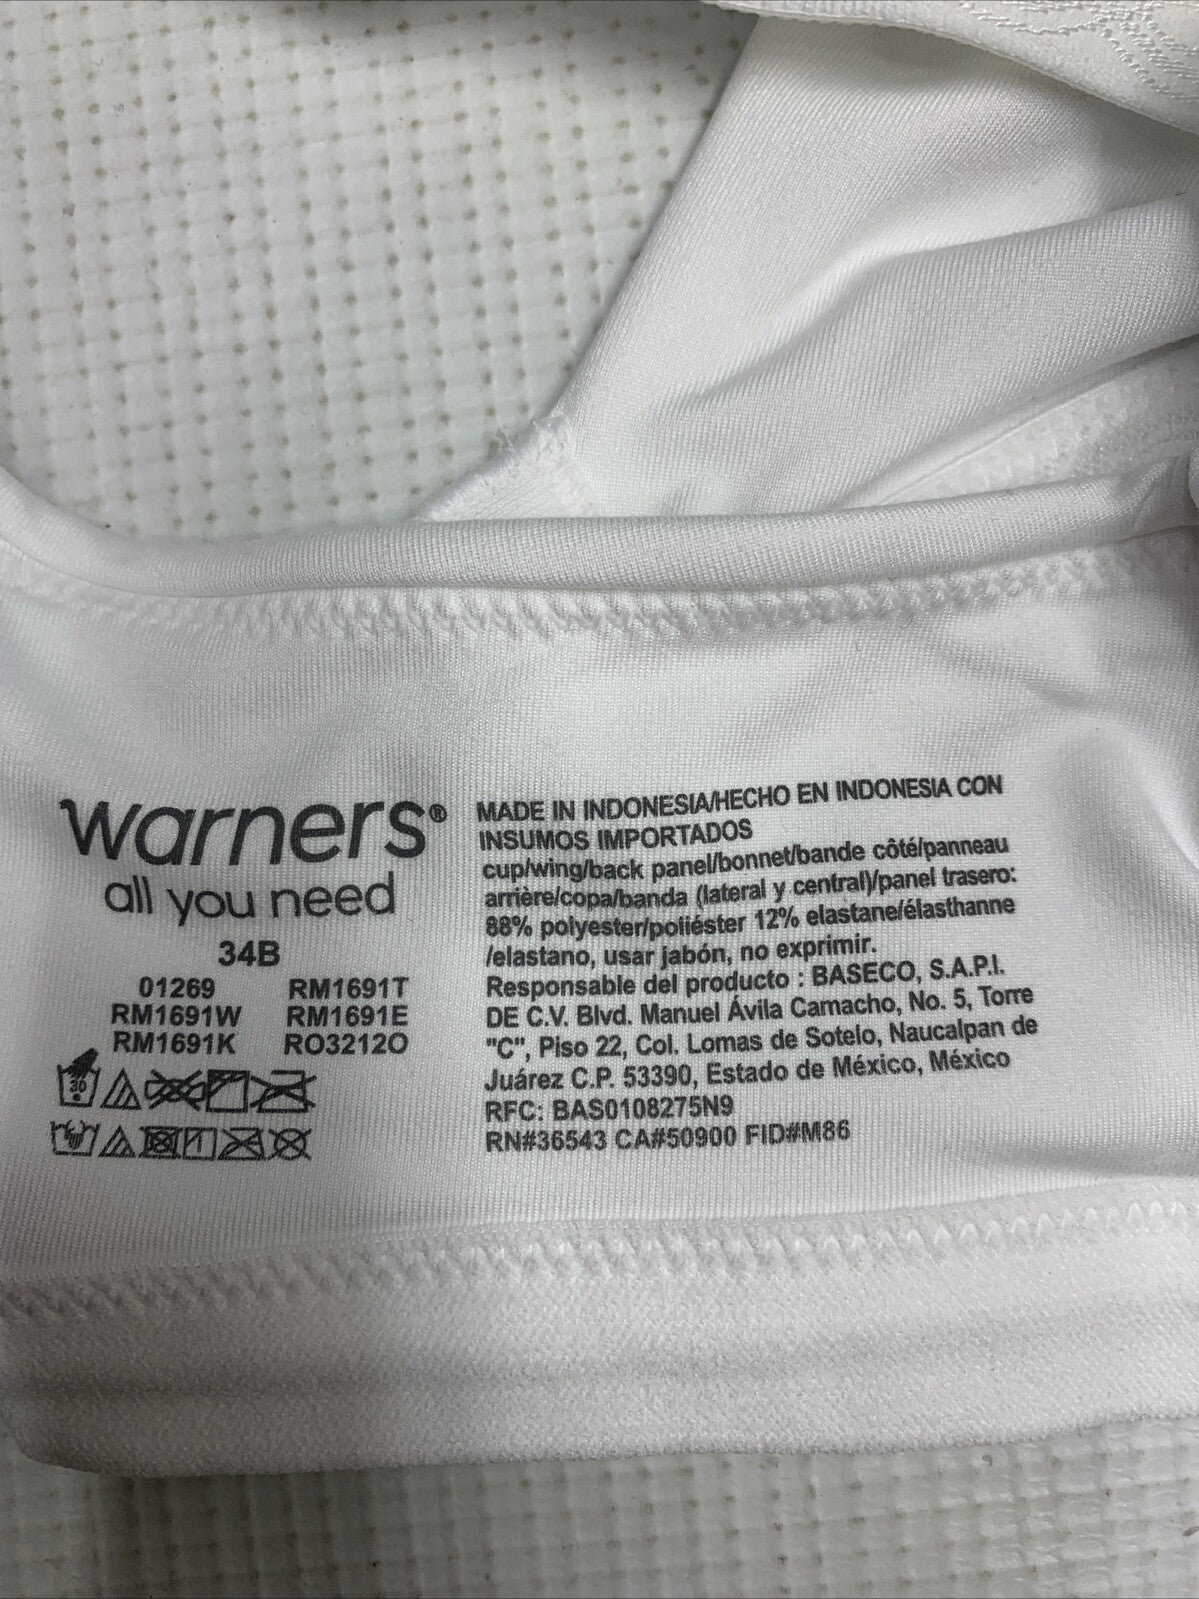 warners®
all you need
34B
01269 RM1691T
RM1691W RM1691E
RM1691K RO3212O
30
MADE IN INDONESIA/HECHO EN INDONESIA CON
INSUMOS IMPORTADOS
cup/wing/back panel/bonnet/bande côté/panneau
arrière/copa/banda (lateral y central)/panel trasero:
88% polyester/poliéster 12% elastane/élasthanne
/elastano, usar jabón, no exprimir.
Responsable del producto : BASECO, S.A.P.I.
DE C.V. Blvd. Manuel Ávila Camacho, No. 5, Torre
"C", Piso 22, Col. Lomas de Sotelo, Naucalpan de
Juárez C.P. 53390, Estado de México, México
RFC: BAS0108275N9
RN#36543 CA#50900 FID#M86